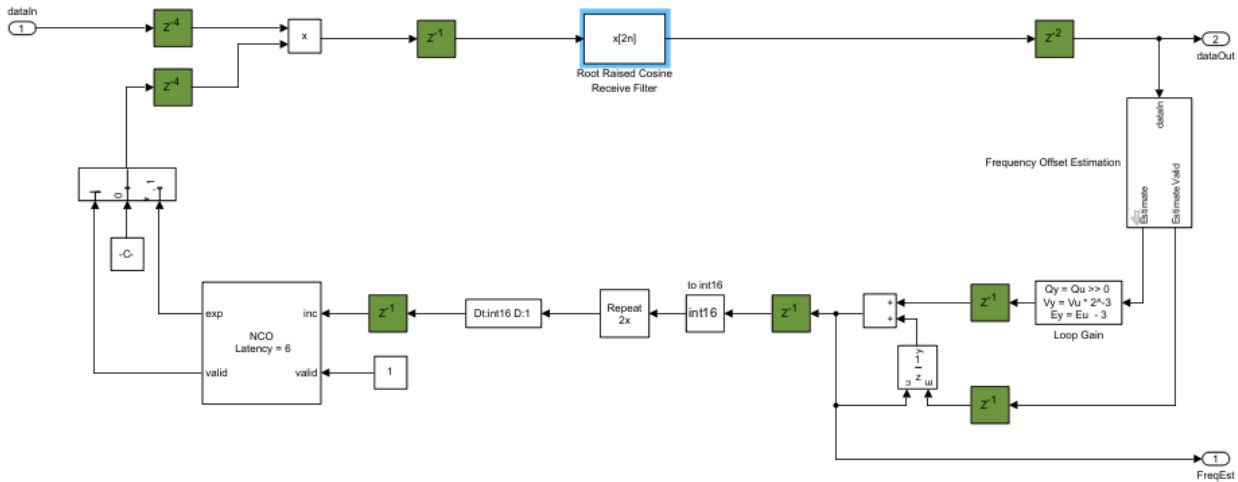 dataIn
1
z-4
x
z-1
x[2n]
Root Raised Cosine
Receive Filter
z-2
2
dataOut
z-4
dataIn
Frequency Offset Estimation
Estimate
Estimate Valid
0
-C-
exp
inc
NCO
Latency = 6
valid
valid
1
z-1
Dt:int16 D:1
Repeat
2x
to int16
int16
z-1
+
+
z-1
Qy = Qu >> 0
Vy = Vu * 2^-3
Ey = Eu - 3
Loop Gain
y
1
z
u
E
z-1
1
FreqEst